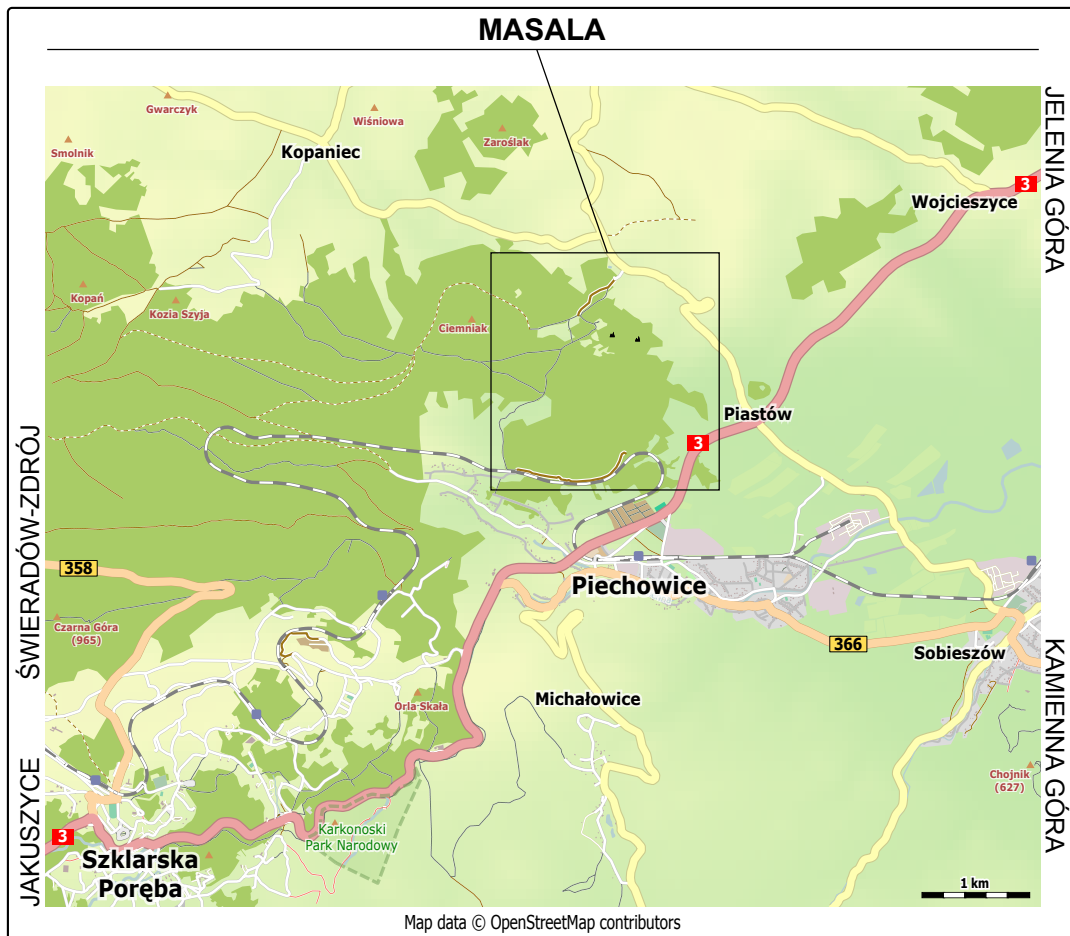 MASALA
Gwarczyk
Wiśniowa
Smolnik
Kopaniec
Zaroślak
JELENIA GÓRA
3
Wojcieszyce
Kopań
Kozia Szyja
Ciemniak
Piastów
3
ŚWIERADÓW-ZDRÓJ
358
Piechowice
Czarna Góra
(965)
366
Sobieszów
KAMIENNA GÓRA
Orla Skała
Michałowice
Chojnik
(627)
JAKUSZYCE
3
Karkonoski
Park Narodowy
Szklarska
Poręba
1 km
Map data © OpenStreetMap contributors